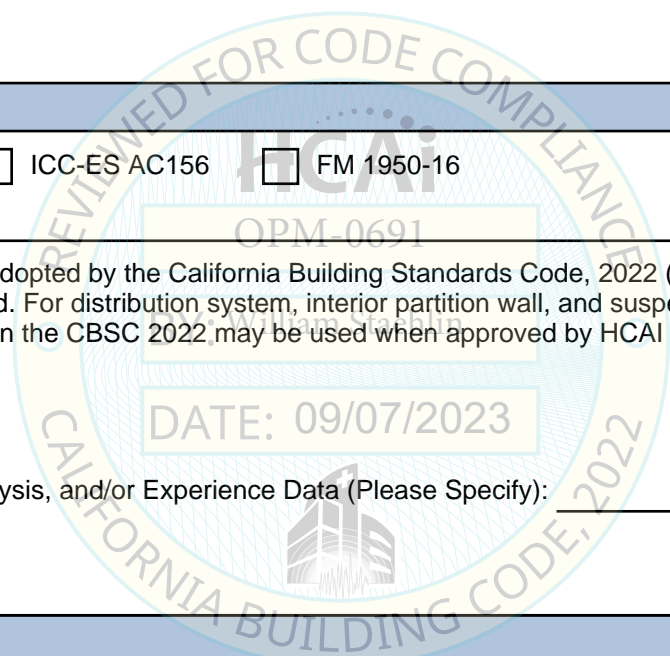 REVIEWED FOR CODE COMPLIANCE
HCAi
ICC-ES AC156 FM 1950-16
OPM-0691
dopted by the California Building Standards Code, 2022 (
d. For distribution system, interior partition wall, and susp
n the CBSC 2022 may be used when approved by HCAI
BY: William Staehlin
DATE: 09/07/2023
ysis, and/or Experience Data (Please Specify):
CALIFORNIA BUILDING CODE, 2022